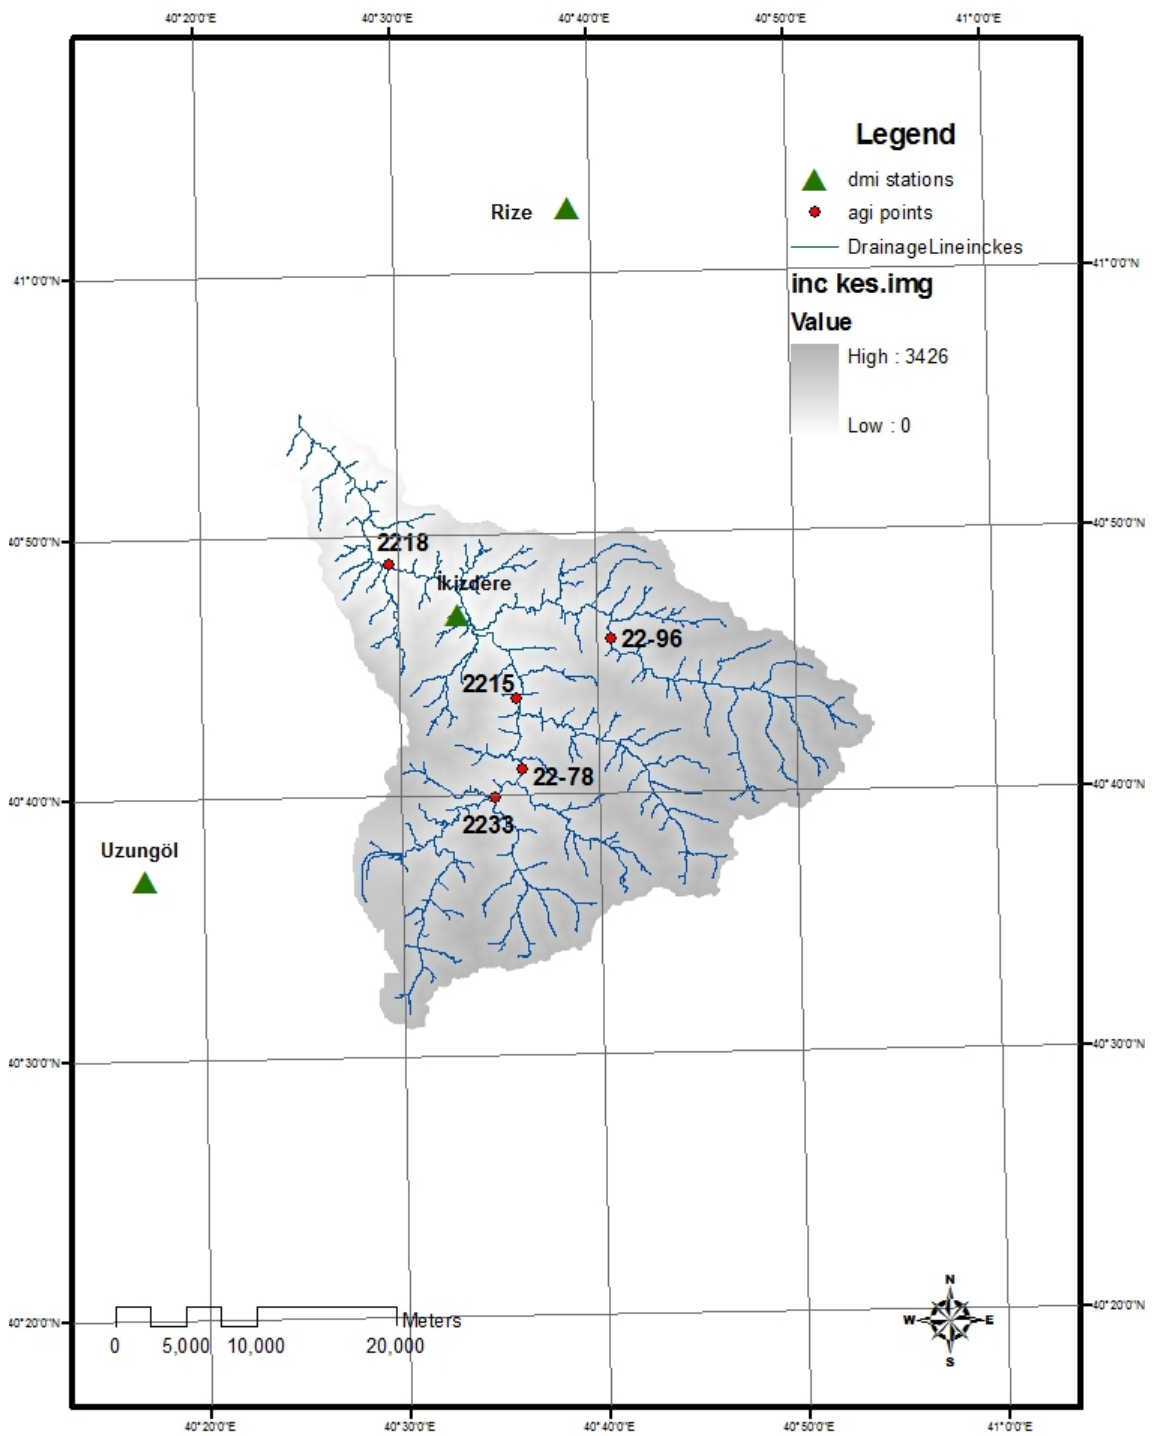 40°20'0"E 40°30'0"E 40°40'0"E 40°50'0"E 41°0'0"E
Legend
dmi stations
agi points
DrainageLineinckes
inc kes.img
Value
High : 3426
Low : 0
Rize
41°0'0"N
41°0'0"N
40°50'0"N
40°50'0"N
2218
İkizdere
22-96
2215
22-78
40°40'0"N
40°40'0"N
2233
Uzungöl
40°30'0"N
40°30'0"N
N
W E
S
40°20'0"N
40°20'0"N
Meters
0 5,000 10,000 20,000
40°20'0"E 40°30'0"E 40°40'0"E 40°50'0"E 41°0'0"E